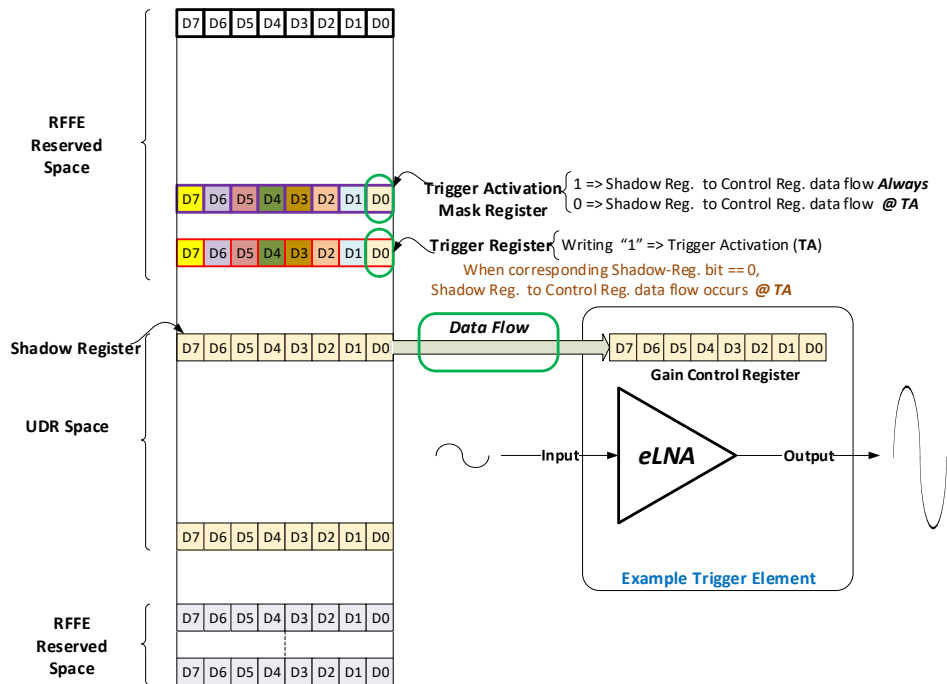 D7 D6 D5 D4 D3 D2 D1 D0
RFFE
Reserved
Space
D7 D6 D5 D4 D3 D2 D1 D0
Trigger Activation
Mask Register
1 => Shadow Reg. to Control Reg. data flow Always
0 => Shadow Reg. to Control Reg. data flow @ TA
D7 D6 D5 D4 D3 D2 D1 D0
Trigger Register
Writing “1” => Trigger Activation (TA)
When corresponding Shadow-Reg. bit == 0,
Shadow Reg. to Control Reg. data flow occurs @ TA
Shadow Register
D7 D6 D5 D4 D3 D2 D1 D0
Data Flow
D7 D6 D5 D4 D3 D2 D1 D0
Gain Control Register
UDR Space
Input
eLNA
Output
D7 D6 D5 D4 D3 D2 D1 D0
Example Trigger Element
RFFE
Reserved
Space
D7 D6 D5 D4 D3 D2 D1 D0
D7 D6 D5 D4 D3 D2 D1 D0